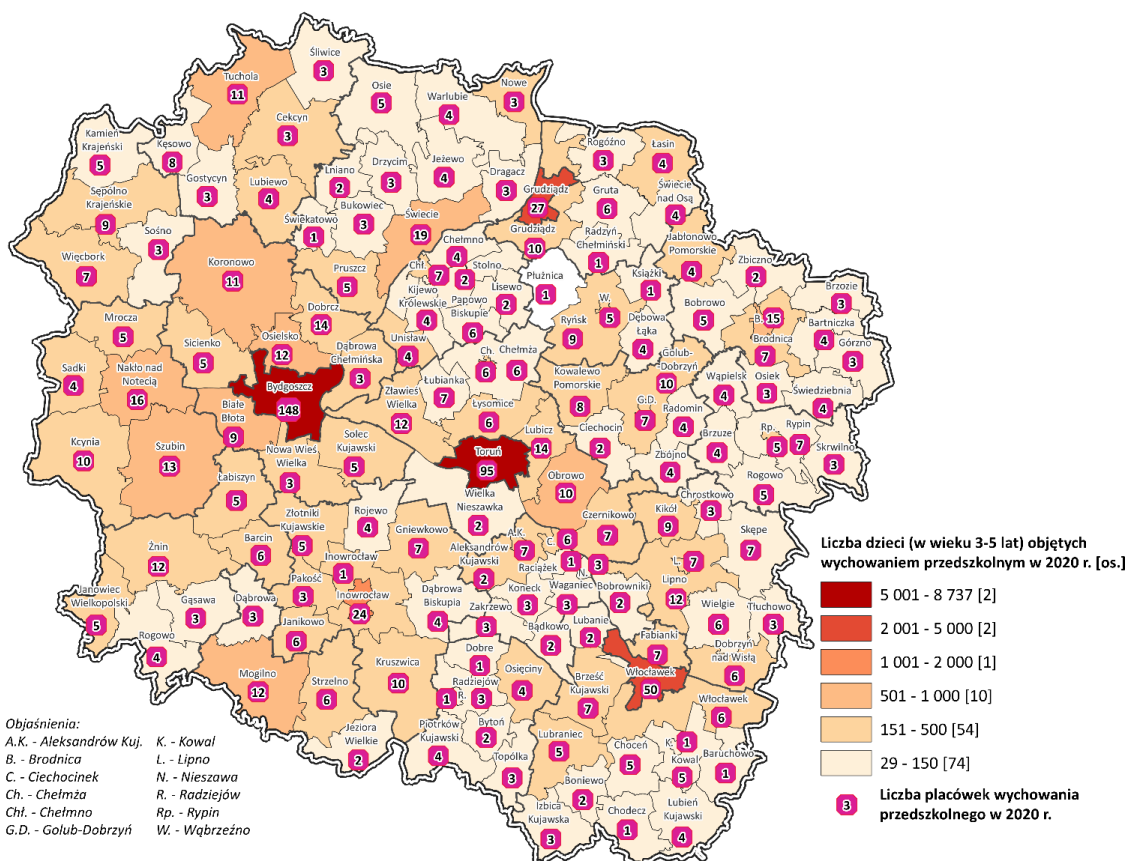 Śliwice
3
Tuchola
11
Osie
5
Warlubie
4
Nowe
3
Cekcyn
3
Kamień
Krajeński
5
Kęsowo
8
Gostycyn
3
Lubiewo
4
Lniano
2
Drzycim
3
Jeżewo
4
Dragacz
3
Rogóźno
3
Łasin
4
Grudziądz
27
Gruta
6
Świecie
nad Osą
4
Sępólno
Krajeńskie
9
Sośno
3
Świekatowo
1
Bukowiec
3
Świecie
19
Grudziądz
10
Radzyń
Chełmiński
1
Jabłonowo
Pomorskie
4
Więcbork
7
Koronowo
11
Pruszcz
5
Chełmno
4
Chł.
7
Stolno
2
Lisewo
2
Płużnica
1
Książki
1
Zbiczno
2
Brzozie
3
Kijewo
Królewskie
4
Papowo
Biskupie
6
W.
5
Ryńsk
9
Dębowa
Łąka
4
Bobrowo
5
B.
15
Brodnica
7
Bartniczka
4
Górzno
3
Mrocza
5
Sicienko
5
Dobrcz
14
Osielsko
12
Dąbrowa
Chełmińska
3
Unisław
4
Ch.
6
Chełmża
6
Golub-
Dobrzyń
10
Wąpielsk
4
Osiek
3
Świedziebnia
4
Sadki
4
Nakło nad
Notecią
16
Bydgoszcz
148
Łubianka
7
Kowalewo
Pomorskie
8
G.D.
7
Radomin
4
Białe
Błota
9
Zławieś
Wielka
12
Łysomice
6
Lubicz
14
Ciechocin
2
Zbójno
4
Brzuze
4
Rp.
5
Rypin
7
Skrwilno
3
Kcynia
10
Szubin
13
Nowa Wieś
Wielka
3
Solec
Kujawski
5
Toruń
95
Obrowo
10
Rogowo
5
Łabiszyn
5
Wielka
Nieszawka
2
Chrostkowo
3
Rojewo
4
Złotniki
Kujawskie
5
Gniewkowo
7
A.K.
7
C.
6
Czernikowo
7
Kikół
9
Skępe
7
Żnin
12
Barcin
6
Inowrocław
1
Aleksandrów
Kujawski
2
Raciążek
1
N.
3
L.
7
Lipno
12
Janowiec
Wielkopolski
5
Gąsawa
3
Dąbrowa
3
Pakość
3
Inowrocław
24
Dąbrowa
Biskupia
4
Zakrzewo
3
Koneck
3
Waganiec
3
Bobrowniki
2
Wielgie
6
Tłuchowo
3
Rogowo
4
Janikowo
6
Bądkowo
2
Lubanie
2
Fabianki
7
Dobrzyń
nad Wisłą
6
Mogilno
12
Strzelno
6
Kruszwica
10
Dobre
1
Radziejów
3
R.
1
Osięciny
4
Brześć
Kujawski
7
Włocławek
50
Włocławek
6
Jeziora
Wielkie
2
Piotrków
Kujawski
4
Bytoń
2
Topólka
3
Lubraniec
5
Choceń
5
K.
1
Kowal
5
Baruchowo
1
Boniewo
2
Izbica
Kujawska
3
Chodecz
1
Lubień
Kujawski
4
Objaśnienia:
A.K. - Aleksandrów Kuj.
B. - Brodnica
C. - Ciechocinek
Ch. - Chełmża
Chł. - Chełmno
G.D. - Golub-Dobrzyń
K. - Kowal
L. - Lipno
N. - Nieszawa
R. - Radziejów
Rp. - Rypin
W. - Wąbrzeźno
Liczba dzieci (w wieku 3-5 lat) objętych
wychowaniem przedszkolnym w 2020 r. [os.]
5 001 - 8 737 [2]
2 001 - 5 000 [2]
1 001 - 2 000 [1]
501 - 1 000 [10]
151 - 500 [54]
29 - 150 [74]
3
Liczba placówek wychowania
przedszkolnego w 2020 r.